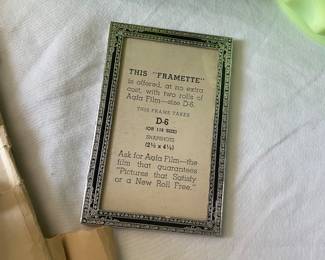 THIS "FRAMETTE"
is offered, at no extra
cost, with two rolls of
Agfa Film—size D-6.
THIS FRAME TAKES
D-6
(OR 116 SIZE)
SNAPSHOTS
(2½ x 4¼)
Ask for Agfa Film—the
film that guarantees
"Pictures that Satisfy
or a New Roll Free."